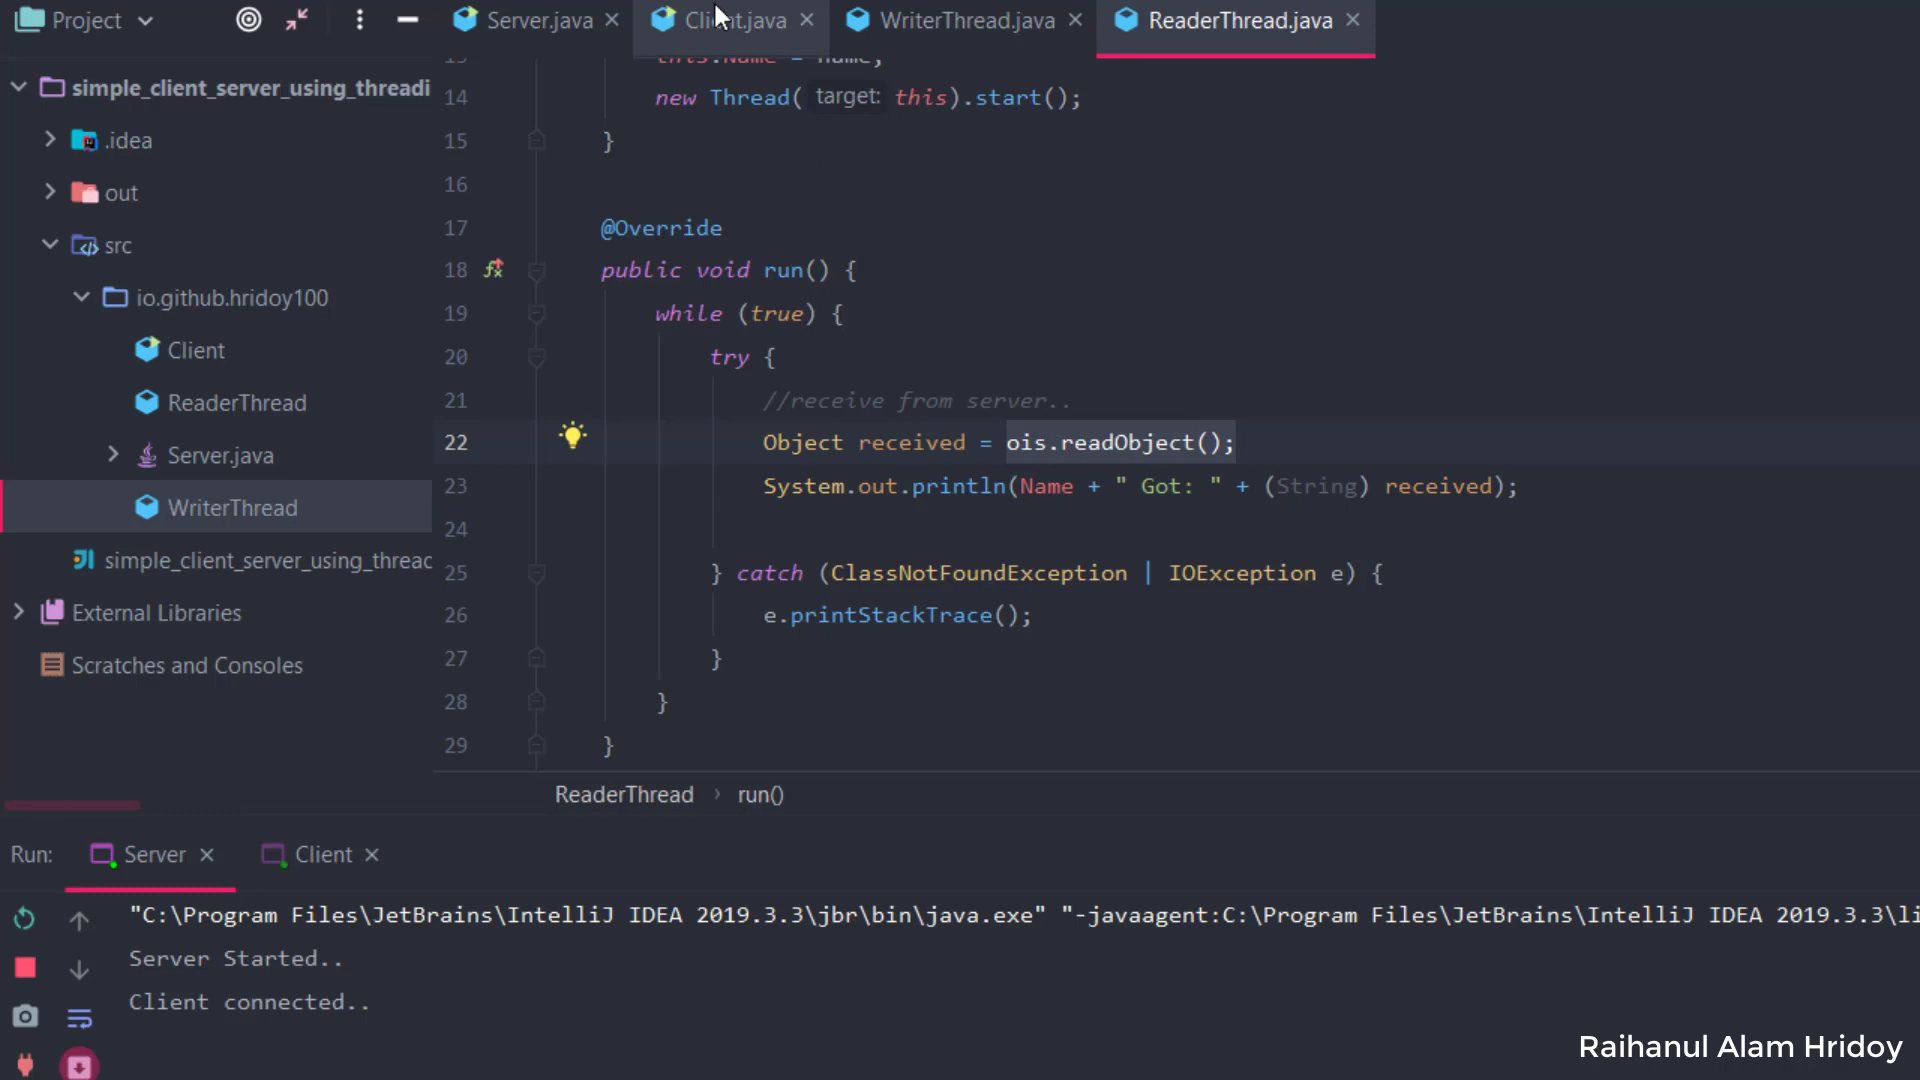 Project
Server.java
Client.java
WriterThread.java
ReaderThread.java
simple_client_server_using_threadi
.idea
out
src
io.github.hridoy100
Client
ReaderThread
Server.java
WriterThread
simple_client_server_using_threac
External Libraries
Scratches and Consoles
14 new Thread( target: this).start();
15 }
16
17 @Override
18 public void run() {
19 while (true) {
20 try {
21 //receive from server..
22 Object received = ois.readObject();
23 System.out.println(Name + " Got: " + (String) received);
24
25 } catch (ClassNotFoundException | IOException e) {
26 e.printStackTrace();
27 }
28 }
29 }
ReaderThread › run()
Run: Server Client
"C:\Program Files\JetBrains\IntelliJ IDEA 2019.3.3\jbr\bin\java.exe" "-javaagent:C:\Program Files\JetBrains\IntelliJ IDEA 2019.3.3\li
Server Started..
Client connected..
Raihanul Alam Hridoy